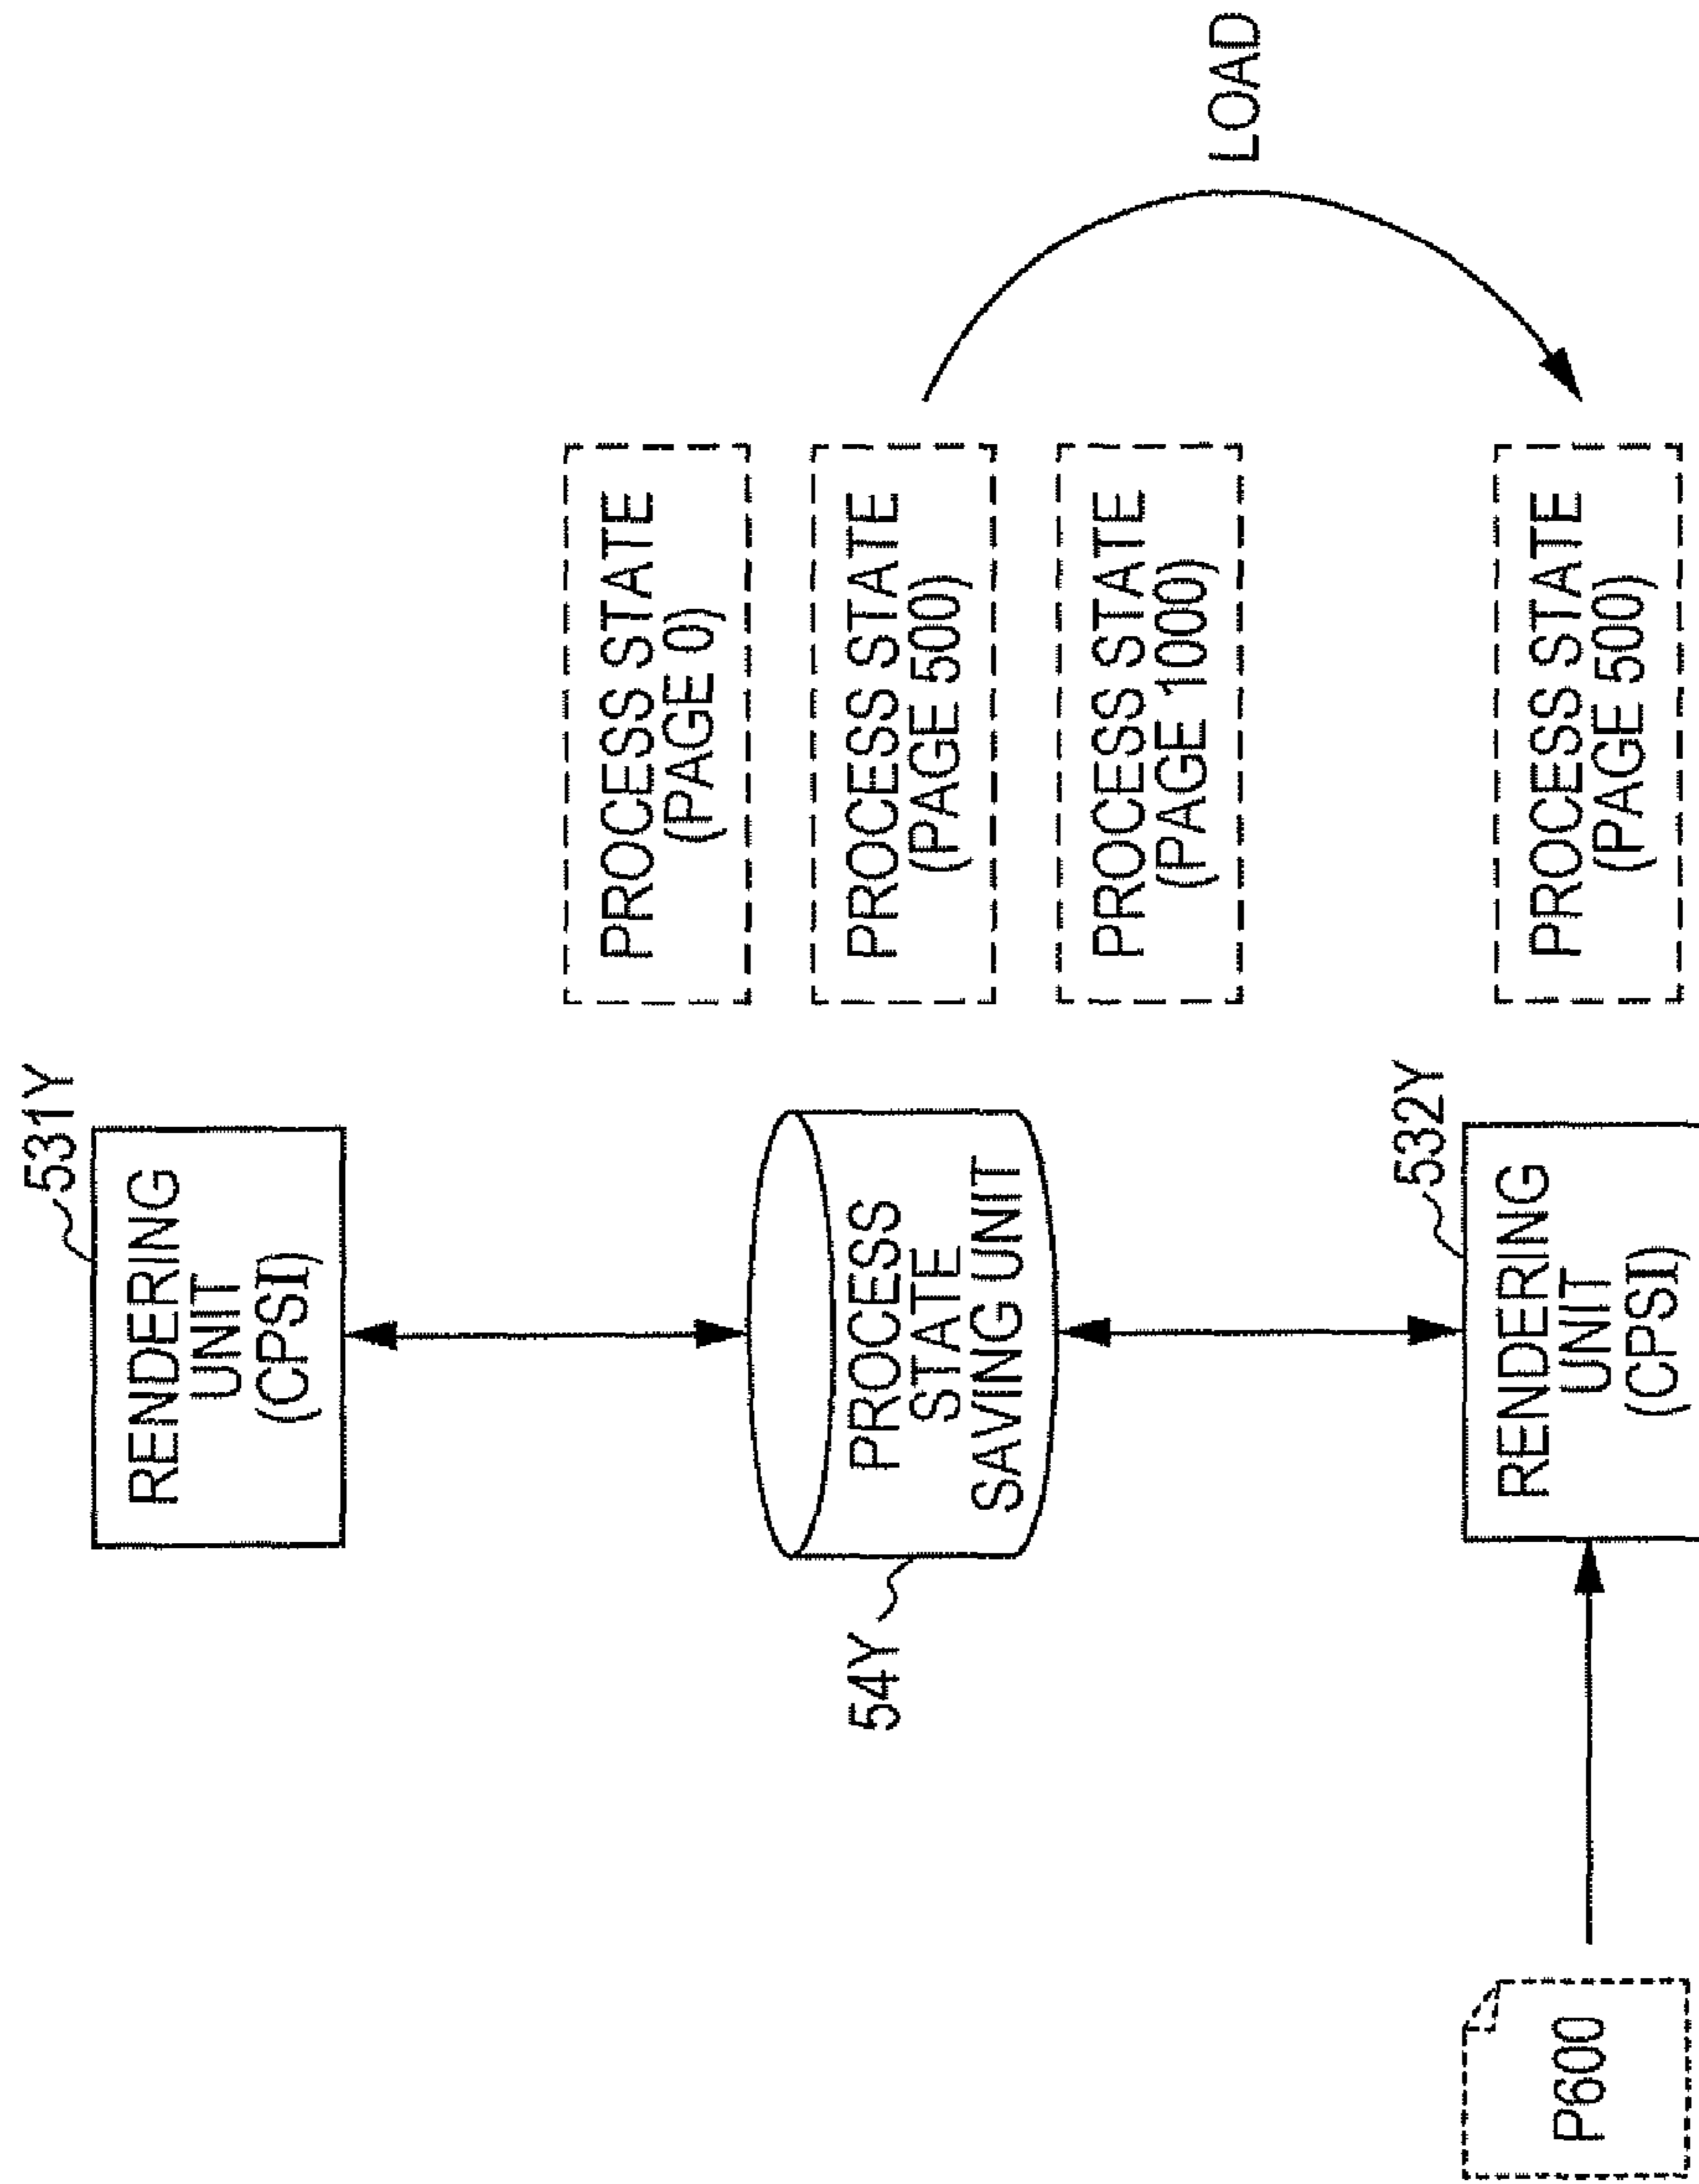 531Y
RENDERING
UNIT
(CPSI)
54Y
PROCESS
STATE
SAVING UNIT
PROCESS STATE
(PAGE 0)
PROCESS STATE
(PAGE 500)
PROCESS STATE
(PAGE 1000)
LOAD
P600
532Y
RENDERING
UNIT
(CPSI)
PROCESS STATE
(PAGE 500)